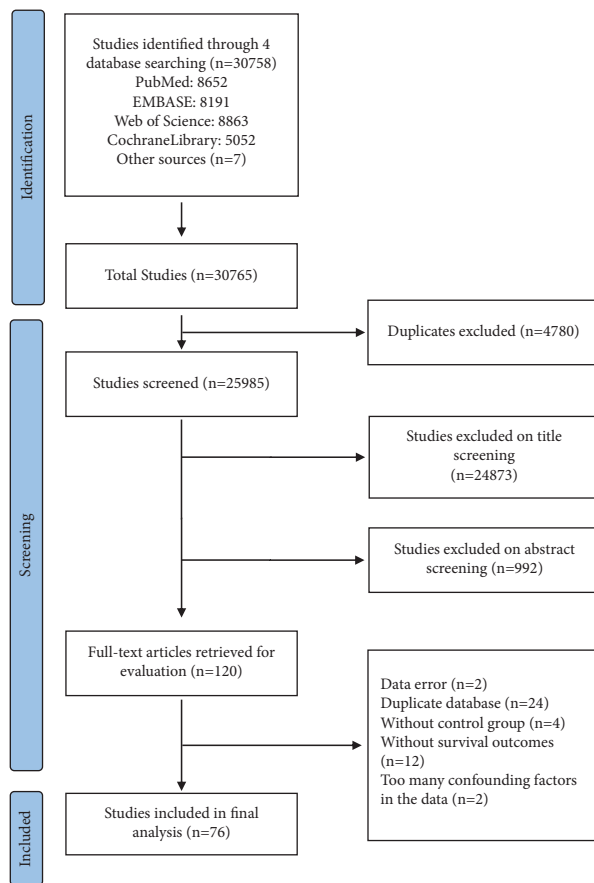 Identification
Studies identified through 4
database searching (n=30758)
PubMed: 8652
EMBASE: 8191
Web of Science: 8863
CochraneLibrary: 5052
Other sources (n=7)
Total Studies (n=30765)
Duplicates excluded (n=4780)
Screening
Studies screened (n=25985)
Studies excluded on title
screening
(n=24873)
Studies excluded on abstract
screening (n=992)
Full-text articles retrieved for
evaluation (n=120)
Data error (n=2)
Duplicate database (n=24)
Without control group (n=4)
Without survival outcomes
(n=12)
Too many confounding factors
in the data (n=2)
Included
Studies included in final
analysis (n=76)